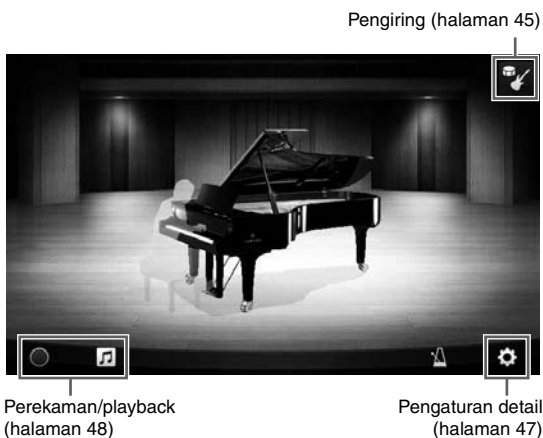 Pengiring (halaman 45)
Perekaman/playback
(halaman 48)
Pengaturan detail
(halaman 47)